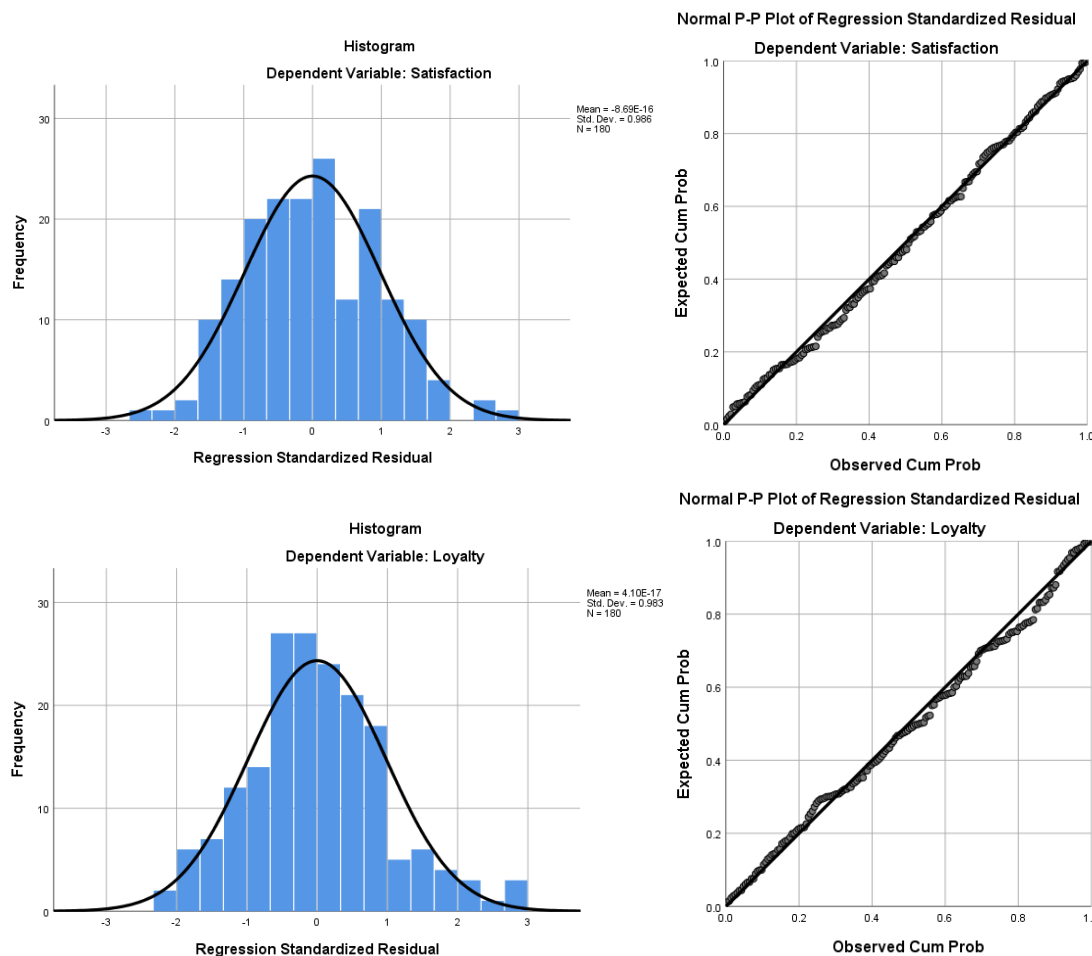 Histogram
Dependent Variable: Satisfaction
Mean = -8.69E-16
Std. Dev. = 0.986
N = 180
30
20
10
0
Frequency
-3 -2 -1 0 1 2 3
Regression Standardized Residual
Normal P-P Plot of Regression Standardized Residual
Dependent Variable: Satisfaction
1.0
0.8
0.6
0.4
0.2
0.0
Expected Cum Prob
0.0 0.2 0.4 0.6 0.8 1.0
Observed Cum Prob
Histogram
Dependent Variable: Loyalty
Mean = 4.10E-17
Std. Dev. = 0.983
N = 180
30
20
10
0
Frequency
-3 -2 -1 0 1 2 3
Regression Standardized Residual
Normal P-P Plot of Regression Standardized Residual
Dependent Variable: Loyalty
1.0
0.8
0.6
0.4
0.2
0.0
Expected Cum Prob
0.0 0.2 0.4 0.6 0.8 1.0
Observed Cum Prob